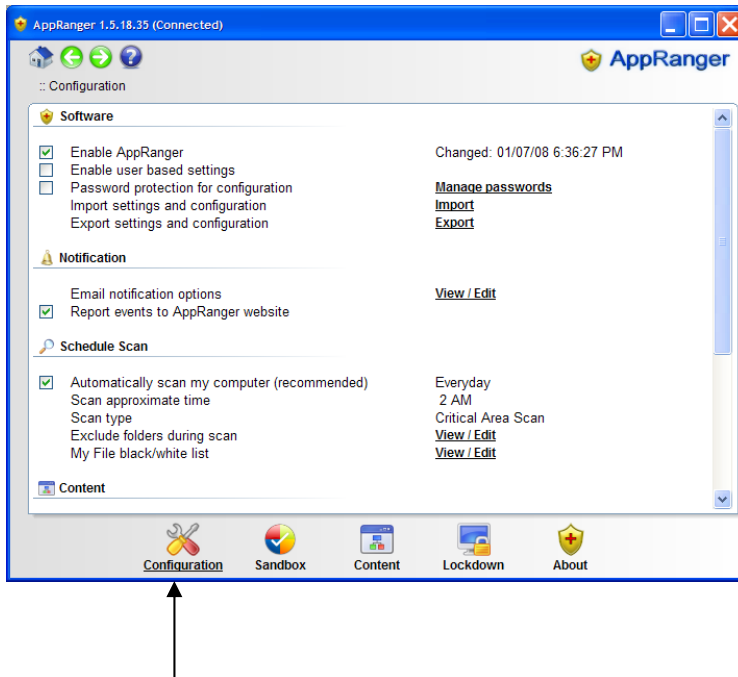 AppRanger 1.5.18.35 (Connected)
AppRanger
:: Configuration
Software
Enable AppRanger Changed: 01/07/08 6:36:27 PM
Enable user based settings
Password protection for configuration Manage passwords
Import settings and configuration Import
Export settings and configuration Export
Notification
Email notification options View / Edit
Report events to AppRanger website
Schedule Scan
Automatically scan my computer (recommended) Everyday
Scan approximate time 2 AM
Scan type Critical Area Scan
Exclude folders during scan View / Edit
My File black/white list View / Edit
Content
Configuration Sandbox Content Lockdown About